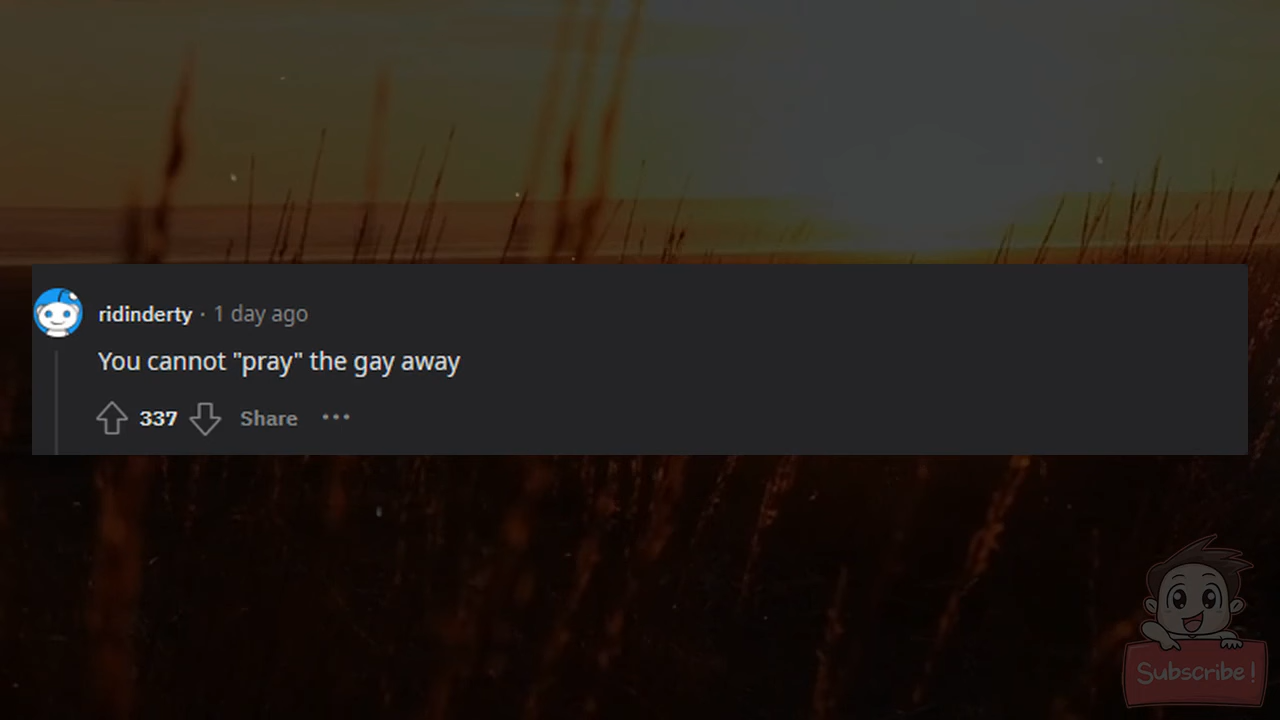 ridinderty · 1 day ago
You cannot "pray" the gay away
337 Share ···
Subscribe!